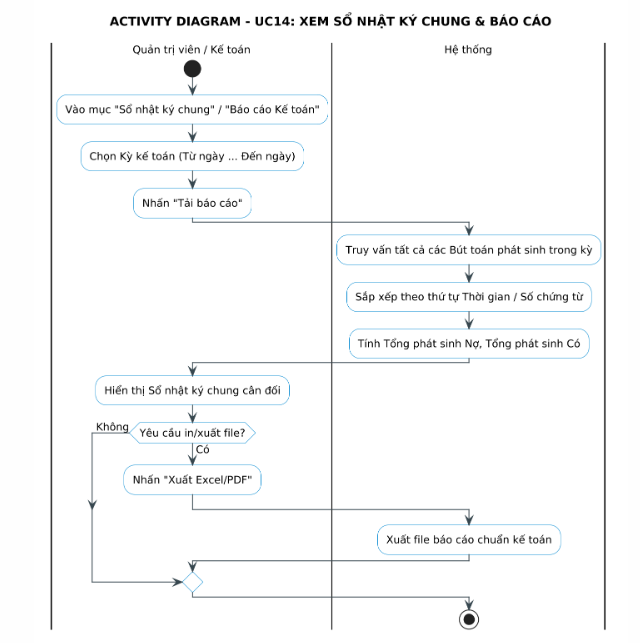 ACTIVITY DIAGRAM - UC14: XEM SỔ NHẬT KÝ CHUNG & BÁO CÁO
Quản trị viên / Kế toán
Hệ thống
Vào mục "Sổ nhật ký chung" / "Báo cáo Kế toán"
Chọn Kỳ kế toán (Từ ngày ... Đến ngày)
Nhấn "Tải báo cáo"
Truy vấn tất cả các Bút toán phát sinh trong kỳ
Sắp xếp theo thứ tự Thời gian / Số chứng từ
Tính Tổng phát sinh Nợ, Tổng phát sinh Có
Hiển thị Sổ nhật ký chung cân đối
Không
Yêu cầu in/xuất file?
Có
Nhấn "Xuất Excel/PDF"
Xuất file báo cáo chuẩn kế toán